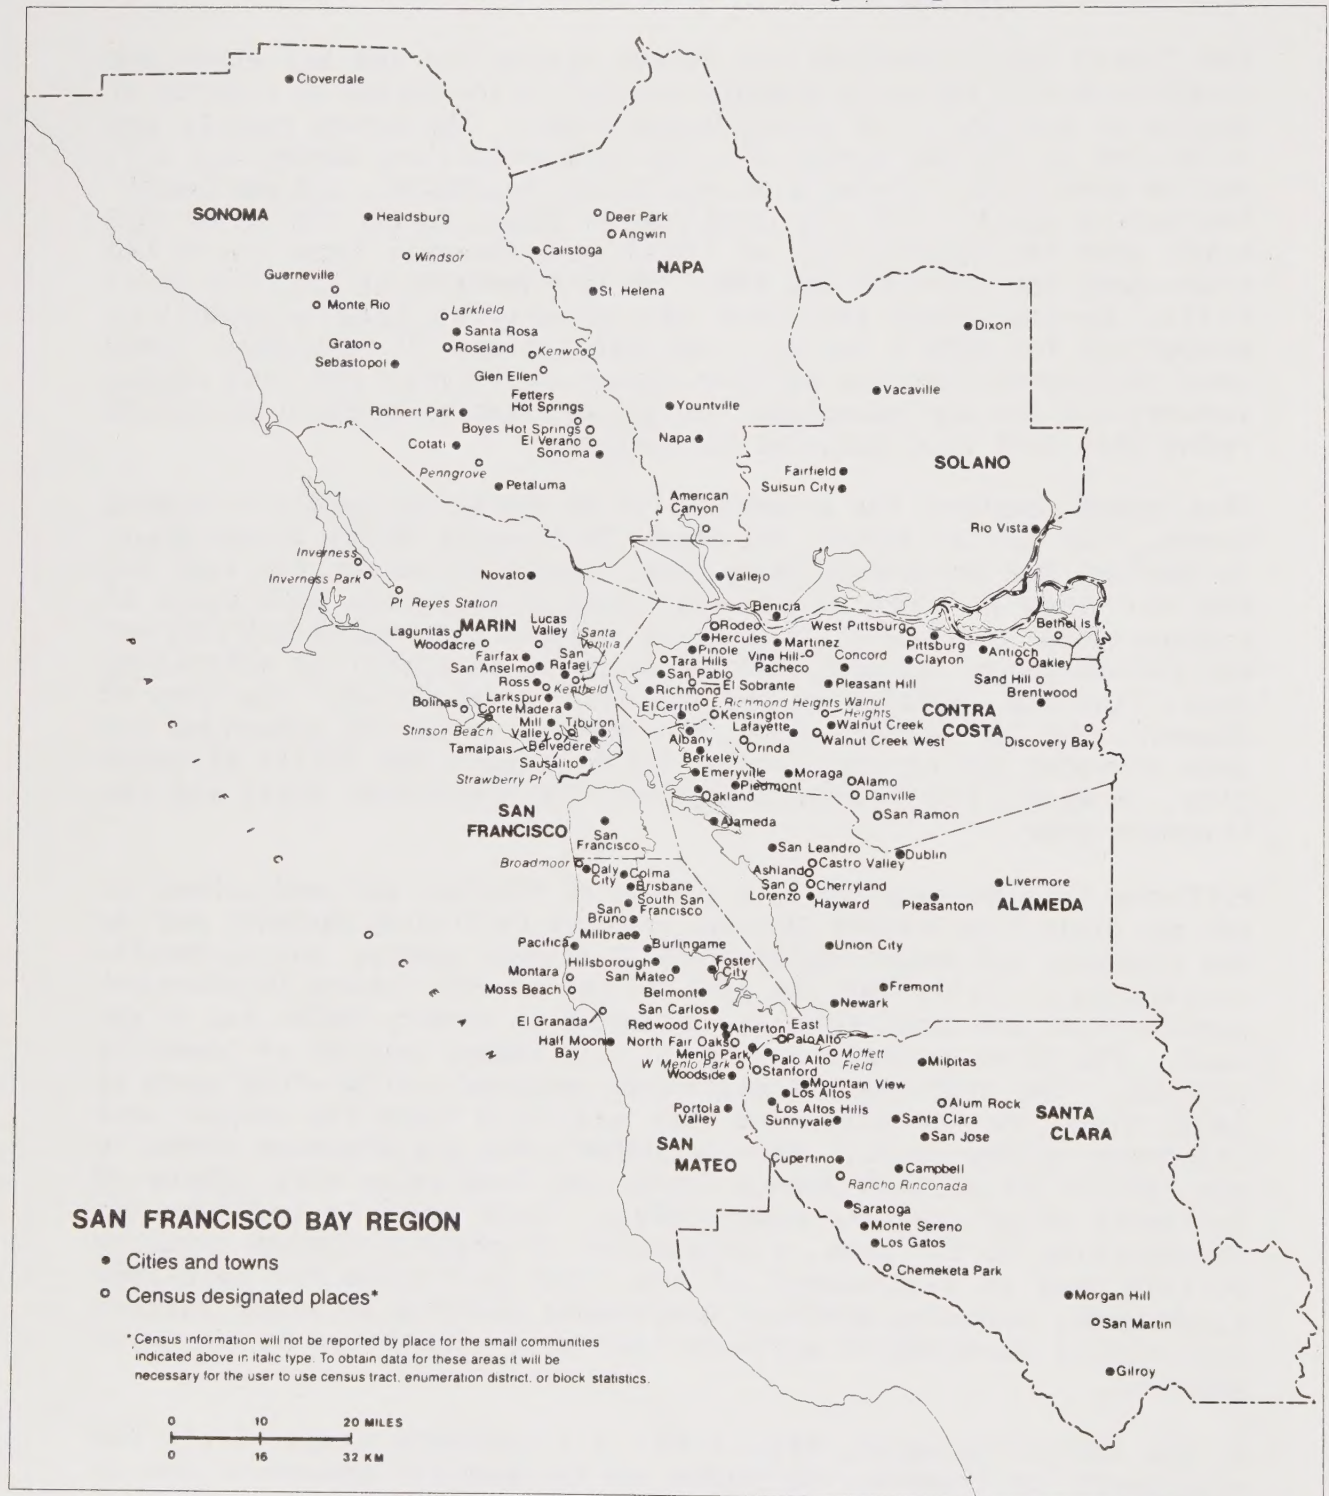 Cloverdale
SONOMA
Healdsburg
Deer Park
Angwin
Calistoga
Windsor
NAPA
Guerneville
Monte Rio
St. Helena
Larkfield
Santa Rosa
Dixon
Graton
Roseland
Kenwood
Sebastopol
Glen Ellen
Vacaville
Fetters
Hot Springs
Rohnert Park
Yountville
Boyes Hot Springs
El Verano
Cotati
Sonoma
Napa
Penngrove
Petaluma
SOLANO
Fairfield
Suisun City
American
Canyon
Rio Vista
Inverness
Inverness Park
Pt Reyes Station
Novato
Vallejo
Benicia
MARIN
Lucas
Valley
Santa
Venitia
Lagunitas
Woodacre
San
Rafael
Fairfax
San Anselmo
Ross
Kentfield
Larkspur
Corte Madera
Bolinas
Stinson Beach
Mill
Valley
Tiburon
Tamalpais
Belvedere
Sausalito
Strawberry Pt
Rodeo
Hercules
Pinole
Tara Hills
San Pablo
Richmond
El Sobrante
Martinez
Vine Hill-
Pacheco
Concord
West Pittsburg
Pittsburg
Clayton
Antioch
Bethel Is
Oakley
Sand Hill
Brentwood
Pleasant Hill
E. Richmond Heights
Walnut
Heights
El Cerrito
Kensington
CONTRA
COSTA
Lafayette
Walnut Creek
Walnut Creek West
Discovery Bay
Albany
Orinda
Berkeley
Emeryville
Moraga
Piedmont
Oakland
Alamo
Danville
San Ramon
Alameda
SAN
FRANCISCO
San
Francisco
San Leandro
Dublin
Castro Valley
Ashland
Broadmoor
Daly
City
Colma
Brisbane
South San
Francisco
San
Bruno
San
Lorenzo
Cherryland
Hayward
Livermore
Pleasanton
ALAMEDA
Millbrae
Pacifica
Burlingame
Union City
Hillsborough
Foster
City
Montara
San Mateo
Moss Beach
Belmont
Fremont
Newark
San Carlos
El Granada
Redwood City
Atherton
East
Palo Alto
Half Moon
Bay
North Fair Oaks
Menlo Park
Palo Alto
Moffett
Field
Milpitas
W. Menlo Park
Stanford
Woodside
Mountain View
Los Altos
Los Altos Hills
Alum Rock
Portola
Valley
Sunnyvale
Santa Clara
SANTA
CLARA
San Jose
SAN
MATEO
Cupertino
Campbell
Rancho Rinconada
Saratoga
Monte Sereno
Los Gatos
Chemeketa Park
Morgan Hill
San Martin
Gilroy
PACIFIC OCEAN
SAN FRANCISCO BAY REGION
Cities and towns
Census designated places*
*Census information will not be reported by place for the small communities
indicated above in italic type. To obtain data for these areas it will be
necessary for the user to use census tract, enumeration district, or block statistics.
0 10 20 MILES
0 16 32 KM